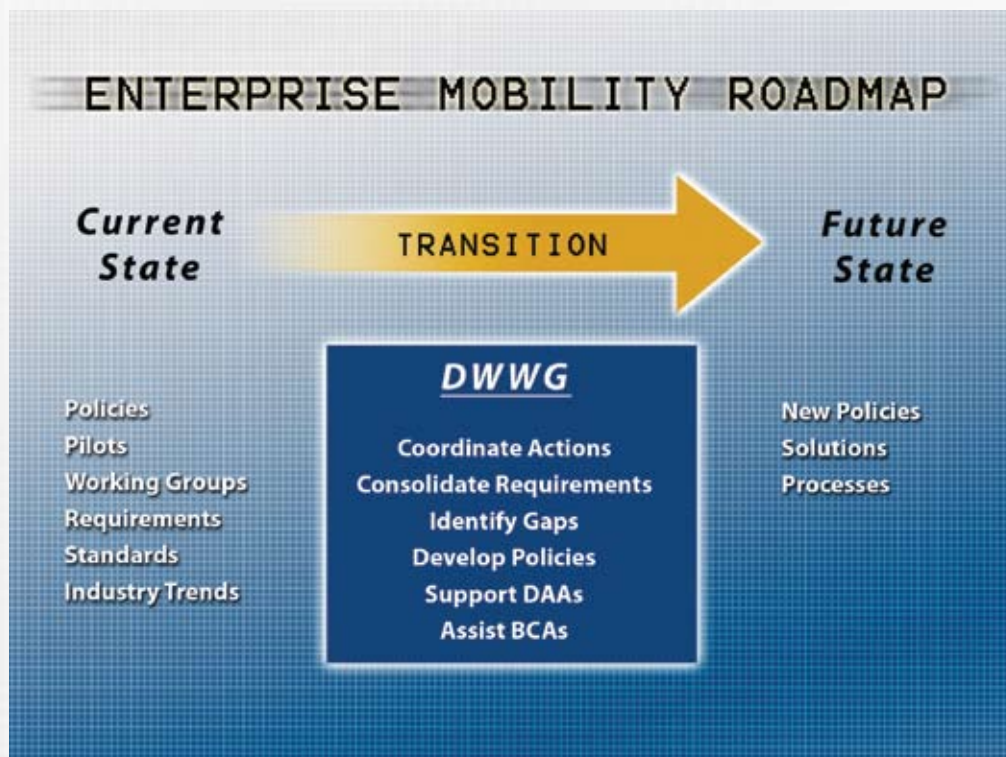 ENTERPRISE MOBILITY ROADMAP
Current
State
TRANSITION
Future
State
Policies
Pilots
Working Groups
Requirements
Standards
Industry Trends
DWWG
Coordinate Actions
Consolidate Requirements
Identify Gaps
Develop Policies
Support DAAs
Assist BCAs
New Policies
Solutions
Processes